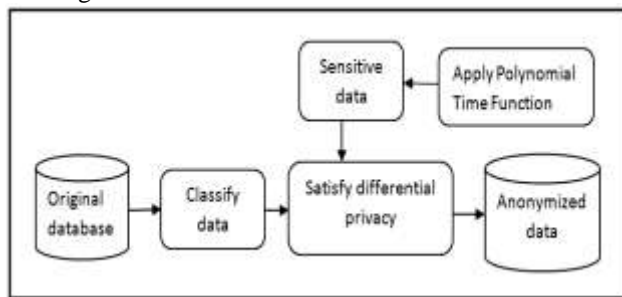 Sensitive
data
Apply Polynomial
Time Function
Original
database
Classify
data
Satisfy differential
privacy
Anonymized
data